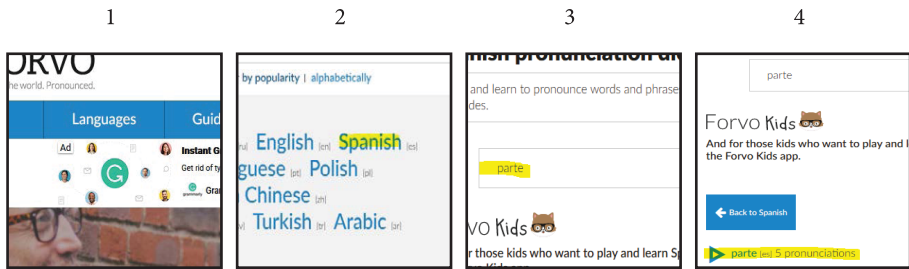 1
2
3
4
ORVO
he world. Pronounced.
Languages
Guid
Ad
Instant G
Get rid of ty
grammarly
Gra
by popularity | alphabetically
[ru] English [en] Spanish [es]
guese [pt] Polish [pl]
Chinese [zh]
Turkish [tr] Arabic [ar]
nish pronunciation di
and learn to pronounce words and phrase
des.
parte
VO Kids
r those kids who want to play and learn Sp
parte
Forvo Kids
And for those kids who want to play and l
the Forvo Kids app.
Back to Spanish
parte [es] 5 pronunciations